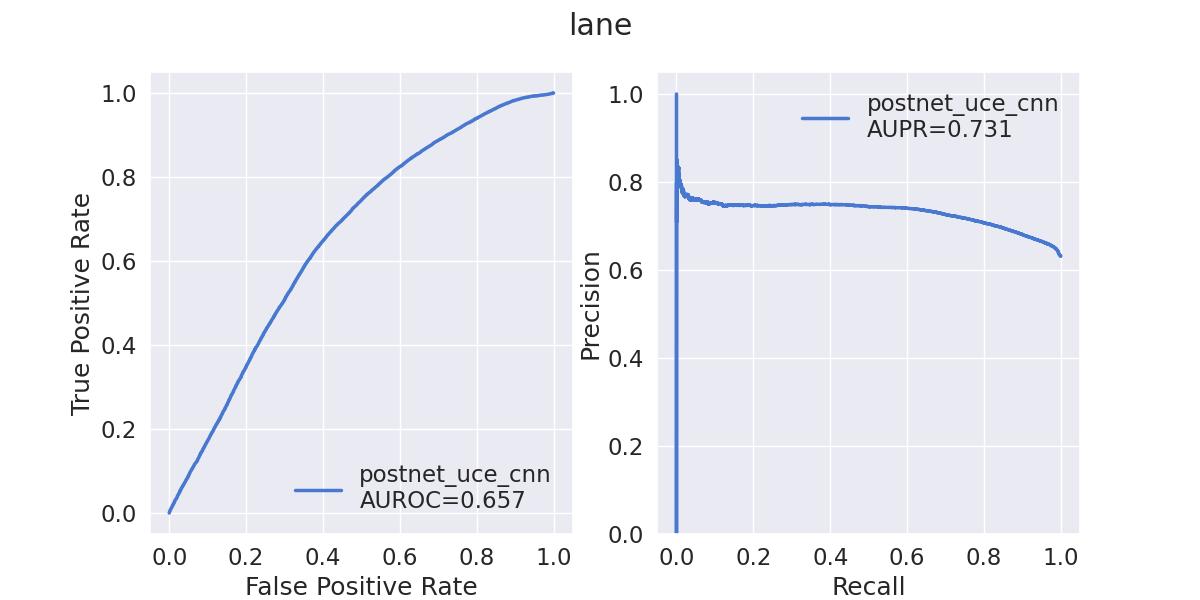 lane
1.0
0.8
0.6
0.4
0.2
0.0
True Positive Rate
0.0 0.2 0.4 0.6 0.8 1.0
False Positive Rate
postnet_uce_cnn
AUROC=0.657
1.0
0.8
0.6
0.4
0.2
0.0
Precision
0.0 0.2 0.4 0.6 0.8 1.0
Recall
postnet_uce_cnn
AUPR=0.731